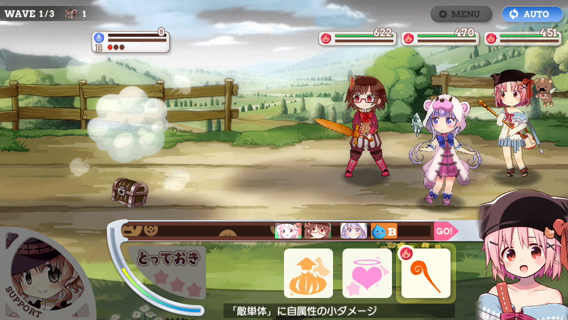 WAVE 1/3 1
MENU
AUTO
0
B
622
470
451
B
GO!
とっておき
SUPPORT
「敵単体」に自属性の小ダメージ